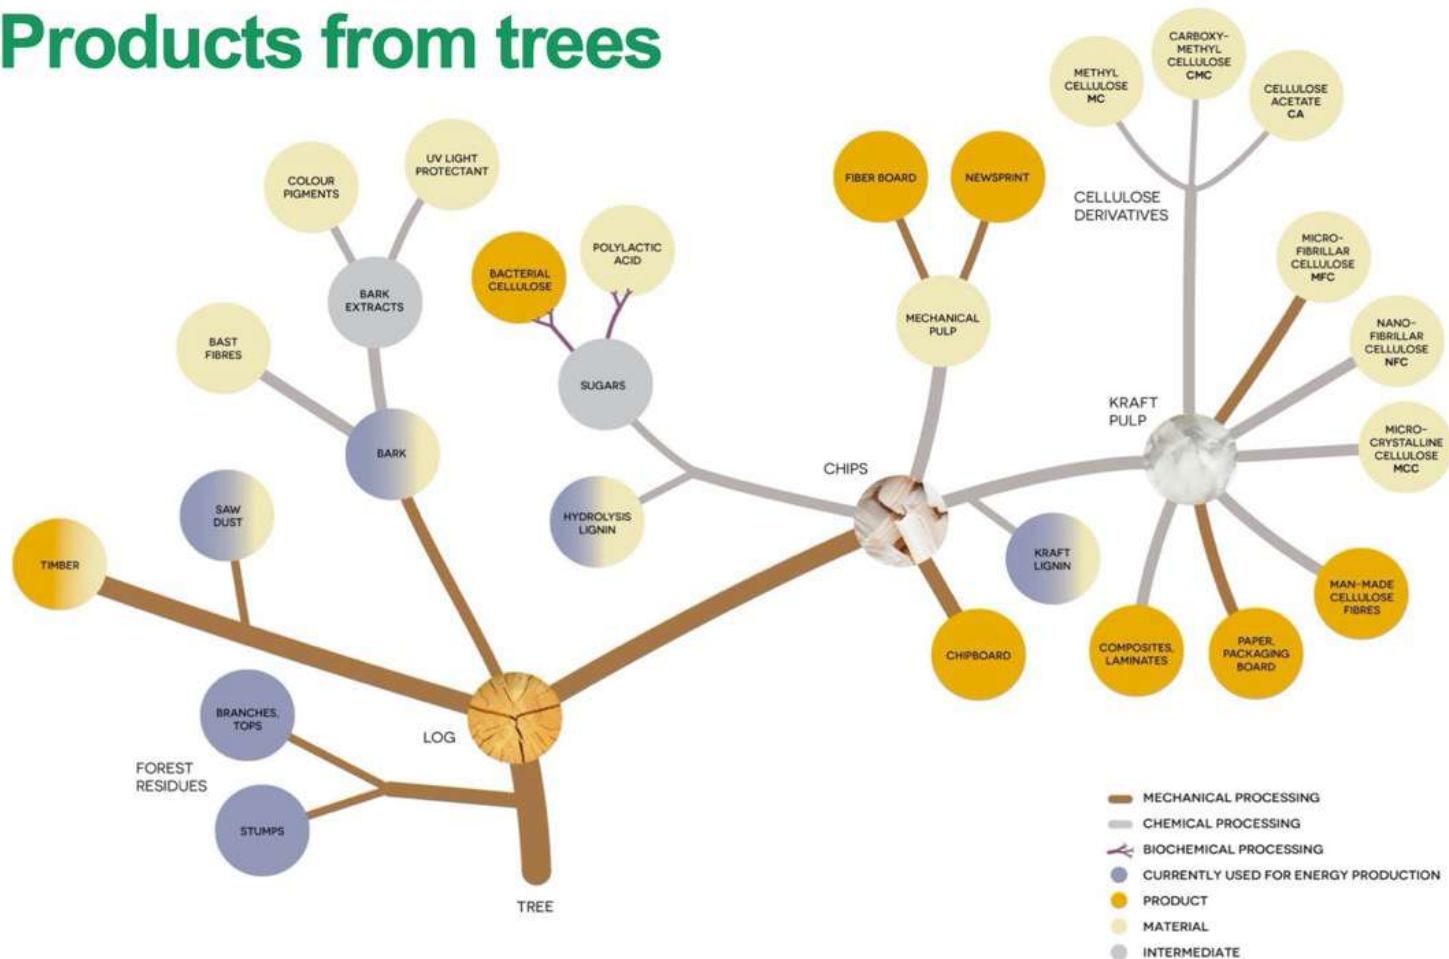 Products from trees
COLOUR
PIGMENTS
UV LIGHT
PROTECTANT
BARK
EXTRACTS
BAST
FIBRES
BARK
SAW
DUST
TIMBER
BACTERIAL
CELLULOSE
POLYLACTIC
ACID
SUGARS
HYDROLYSIS
LIGNIN
FIBER BOARD
NEWSPRINT
MECHANICAL
PULP
CHIPS
CHIPBOARD
METHYL
CELLULOSE
MC
CARBOXY-
METHYL
CELLULOSE
CMC
CELLULOSE
ACETATE
CA
CELLULOSE
DERIVATIVES
MICRO-
FIBRILLAR
CELLULOSE
MFC
NANO-
FIBRILLAR
CELLULOSE
NFC
KRAFT
PULP
MICRO-
CRYSTALLINE
CELLULOSE
MCC
KRAFT
LIGNIN
MAN-MADE
CELLULOSE
FIBRES
COMPOSITES,
LAMINATES
PAPER,
PACKAGING
BOARD
BRANCHES,
TOPS
LOG
FOREST
RESIDUES
STUMPS
TREE
MECHANICAL PROCESSING
CHEMICAL PROCESSING
BIOCHEMICAL PROCESSING
CURRENTLY USED FOR ENERGY PRODUCTION
PRODUCT
MATERIAL
INTERMEDIATE